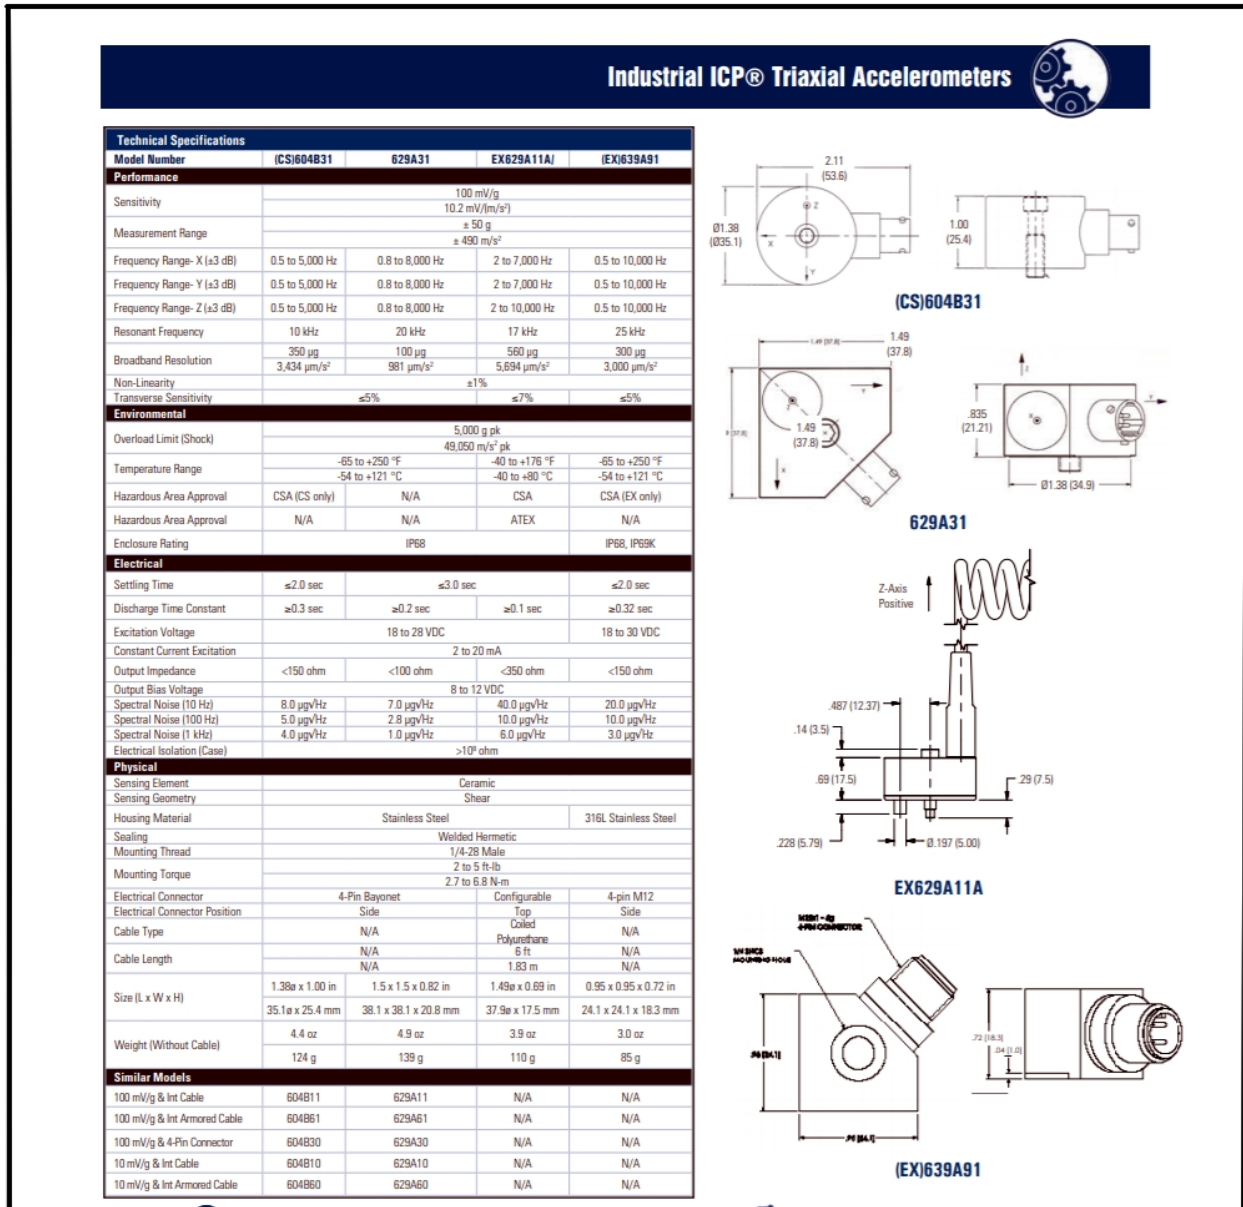 Industrial ICP® Triaxial Accelerometers
Technical Specifications
Model Number (CS)604B31 629A31 EX629A11A/ (EX)639A91
Performance
Sensitivity 100 mV/g
10.2 mV/(m/s²)
Measurement Range ± 50 g
± 490 m/s²
Frequency Range- X (±3 dB) 0.5 to 5,000 Hz 0.8 to 8,000 Hz 2 to 7,000 Hz 0.5 to 10,000 Hz
Frequency Range- Y (±3 dB) 0.5 to 5,000 Hz 0.8 to 8,000 Hz 2 to 7,000 Hz 0.5 to 10,000 Hz
Frequency Range- Z (±3 dB) 0.5 to 5,000 Hz 0.8 to 8,000 Hz 2 to 10,000 Hz 0.5 to 10,000 Hz
Resonant Frequency 10 kHz 20 kHz 17 kHz 25 kHz
Broadband Resolution 350 µg 100 µg 560 µg 300 µg
3,434 µm/s² 981 µm/s² 5,694 µm/s² 3,000 µm/s²
Non-Linearity ±1%
Transverse Sensitivity ≤5% ≤7% ≤5%
Environmental
Overload Limit (Shock) 5,000 g pk
49,050 m/s² pk
Temperature Range -65 to +250 °F -40 to +176 °F -65 to +250 °F
-54 to +121 °C -40 to +80 °C -54 to +121 °C
Hazardous Area Approval CSA (CS only) N/A CSA CSA (EX only)
Hazardous Area Approval N/A N/A ATEX N/A
Enclosure Rating IP68 IP68, IP69K
Electrical
Settling Time ≤2.0 sec ≤3.0 sec ≤2.0 sec
Discharge Time Constant ≥0.3 sec ≥0.2 sec ≥0.1 sec ≥0.32 sec
Excitation Voltage 18 to 28 VDC 18 to 30 VDC
Constant Current Excitation 2 to 20 mA
Output Impedance <150 ohm <100 ohm <350 ohm <150 ohm
Output Bias Voltage 8 to 12 VDC
Spectral Noise (10 Hz) 8.0 µg√Hz 7.0 µg√Hz 40.0 µg√Hz 20.0 µg√Hz
Spectral Noise (100 Hz) 5.0 µg√Hz 2.8 µg√Hz 10.0 µg√Hz 10.0 µg√Hz
Spectral Noise (1 kHz) 4.0 µg√Hz 1.0 µg√Hz 6.0 µg√Hz 3.0 µg√Hz
Electrical Isolation (Case) >10⁸ ohm
Physical
Sensing Element Ceramic
Sensing Geometry Shear
Housing Material Stainless Steel 316L Stainless Steel
Sealing Welded Hermetic
Mounting Thread 1/4-28 Male
Mounting Torque 2 to 5 ft-lb
2.7 to 6.8 N-m
Electrical Connector 4-Pin Bayonet Configurable 4-pin M12
Electrical Connector Position Side Top Side
Cable Type N/A Coiled Polyurethane N/A
Cable Length N/A 6 ft N/A
N/A 1.83 m N/A
Size (L x W x H) 1.38ø x 1.00 in 1.5 x 1.5 x 0.82 in 1.49ø x 0.69 in 0.95 x 0.95 x 0.72 in
35.1ø x 25.4 mm 38.1 x 38.1 x 20.8 mm 37.9ø x 17.5 mm 24.1 x 24.1 x 18.3 mm
Weight (Without Cable) 4.4 oz 4.9 oz 3.9 oz 3.0 oz
124 g 139 g 110 g 85 g
Similar Models
100 mV/g & Int Cable 604B11 629A11 N/A N/A
100 mV/g & Int Armored Cable 604B61 629A61 N/A N/A
100 mV/g & 4-Pin Connector 604B30 629A30 N/A N/A
10 mV/g & Int Cable 604B10 629A10 N/A N/A
10 mV/g & Int Armored Cable 604B60 629A60 N/A N/A
2.11
(53.6)
Ø1.38
(Ø35.1)
Z
X
Y
1.00
(25.4)
(CS)604B31
1.49 [37.8]
1.49
(37.8)
Y
Z
1.49
(37.8)
X
X
9 [37.8]
Z
Y
X
.835
(21.21)
Ø1.38 (34.9)
629A31
Z-Axis
Positive
.487 (12.37)
.14 (3.5)
.69 (17.5)
.29 (7.5)
.228 (5.79)
Ø.197 (5.00)
EX629A11A
4-PIN CONNECTOR
MOUNTING HOLE
.72 [18.3]
.04 [1.0]
(EX)639A91